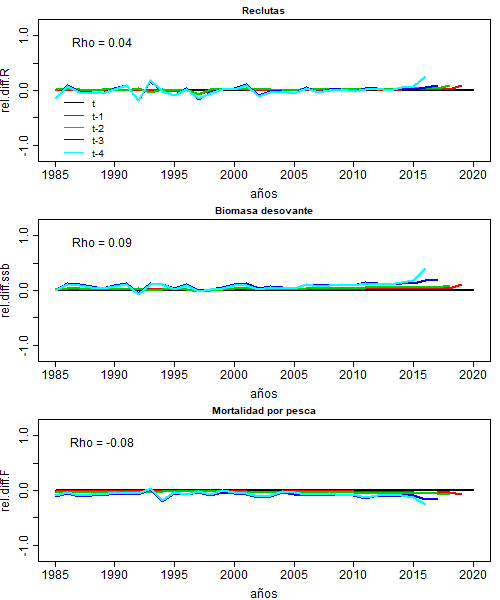 Reclutas
rel.diff.R
1.0
0.0
-1.0
Rho = 0.04
t
t-1
t-2
t-3
t-4
1985 1990 1995 2000 2005 2010 2015 2020
años
Biomasa desovante
rel.diff.ssb
1.0
0.0
-1.0
Rho = 0.09
1985 1990 1995 2000 2005 2010 2015 2020
años
Mortalidad por pesca
rel.diff.F
1.0
0.0
-1.0
Rho = -0.08
1985 1990 1995 2000 2005 2010 2015 2020
años